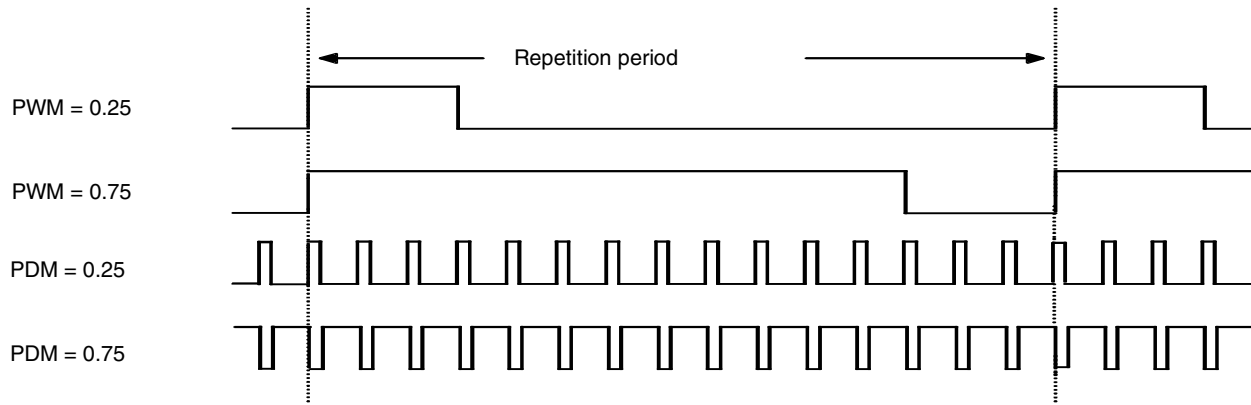 Repetition period
PWM = 0.25
PWM = 0.75
PDM = 0.25
PDM = 0.75